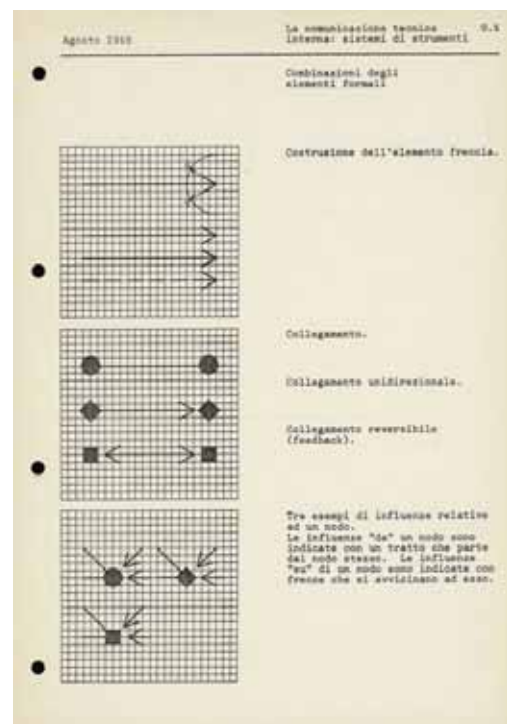 Agosto 1968
La comunicazione tecnica
interna: sistemi di strumenti
Combinazioni degli
elementi formali
Costruzione dell'elemento freccia.
Collegamento.
Collegamento unidirezionale.
Collegamento reversibile
(feedback).
Tre esempi di influenze relative
ad un nodo.
Le influenze "da" un nodo sono
indicate con un tratto che parte
dal nodo stesso. Le influenze
"su" di un nodo sono indicate con
frecce che si avvicinano ad esso.